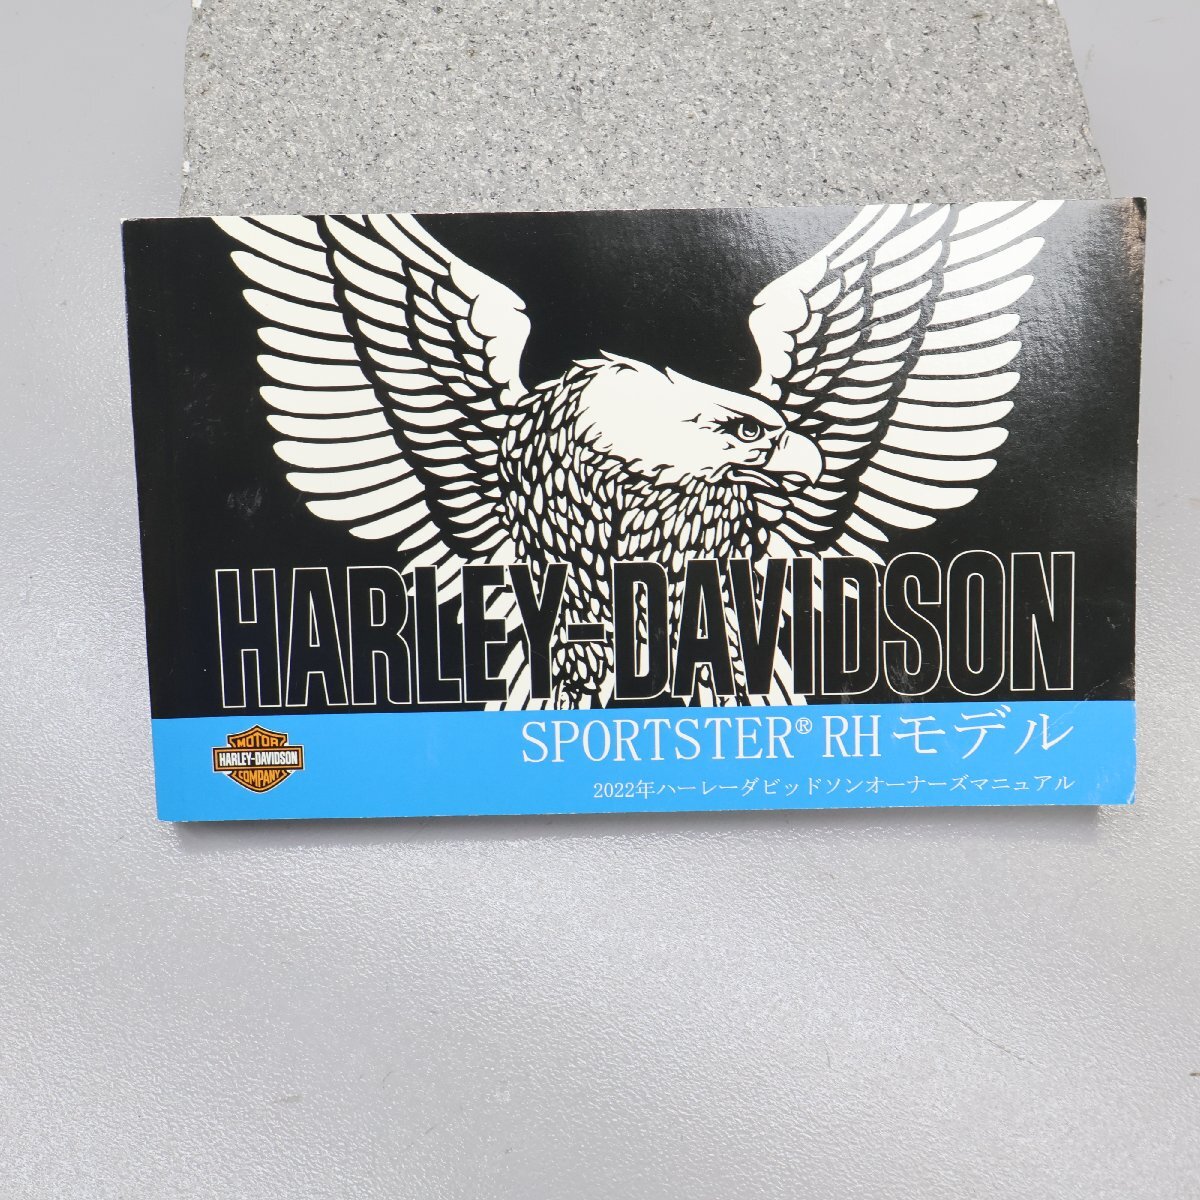 HARLEY-DAVIDSON
SPORTSTER® RH モデル
MOTOR
HARLEY-DAVIDSON
COMPANY
2022年ハーレーダビッドソンオーナーズマニュアル